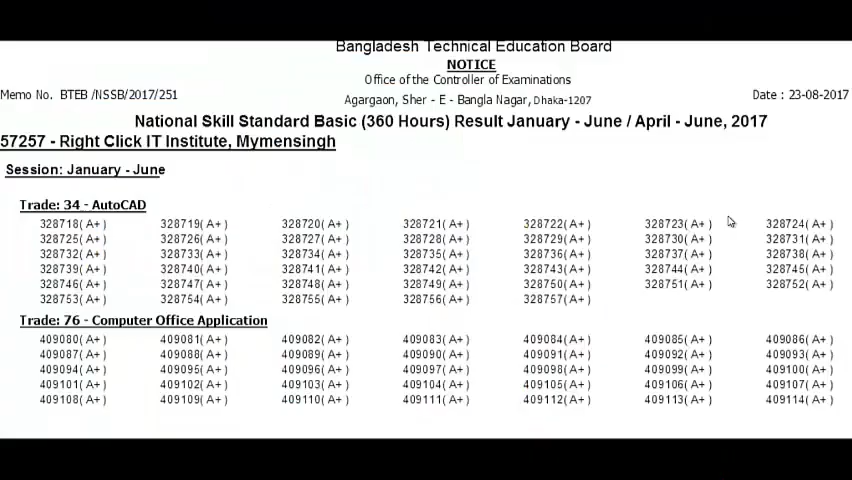 Bangladesh Technical Education Board
NOTICE
Office of the Controller of Examinations
Memo No. BTEB /NSSB/2017/251
Agargaon, Sher - E - Bangla Nagar, Dhaka-1207
Date : 23-08-2017
National Skill Standard Basic (360 Hours) Result January - June / April - June, 2017
57257 - Right Click IT Institute, Mymensingh
Session: January - June
Trade: 34 - AutoCAD
328718( A+ ) 328719( A+ ) 328720( A+ ) 328721( A+ ) 328722( A+ ) 328723( A+ ) 328724( A+ )
328725( A+ ) 328726( A+ ) 328727( A+ ) 328728( A+ ) 328729( A+ ) 328730( A+ ) 328731( A+ )
328732( A+ ) 328733( A+ ) 328734( A+ ) 328735( A+ ) 328736( A+ ) 328737( A+ ) 328738( A+ )
328739( A+ ) 328740( A+ ) 328741( A+ ) 328742( A+ ) 328743( A+ ) 328744( A+ ) 328745( A+ )
328746( A+ ) 328747( A+ ) 328748( A+ ) 328749( A+ ) 328750( A+ ) 328751( A+ ) 328752( A+ )
328753( A+ ) 328754( A+ ) 328755( A+ ) 328756( A+ ) 328757( A+ )
Trade: 76 - Computer Office Application
409080( A+ ) 409081( A+ ) 409082( A+ ) 409083( A+ ) 409084( A+ ) 409085( A+ ) 409086( A+ )
409087( A+ ) 409088( A+ ) 409089( A+ ) 409090( A+ ) 409091( A+ ) 409092( A+ ) 409093( A+ )
409094( A+ ) 409095( A+ ) 409096( A+ ) 409097( A+ ) 409098( A+ ) 409099( A+ ) 409100( A+ )
409101( A+ ) 409102( A+ ) 409103( A+ ) 409104( A+ ) 409105( A+ ) 409106( A+ ) 409107( A+ )
409108( A+ ) 409109( A+ ) 409110( A+ ) 409111( A+ ) 409112( A+ ) 409113( A+ ) 409114( A+ )